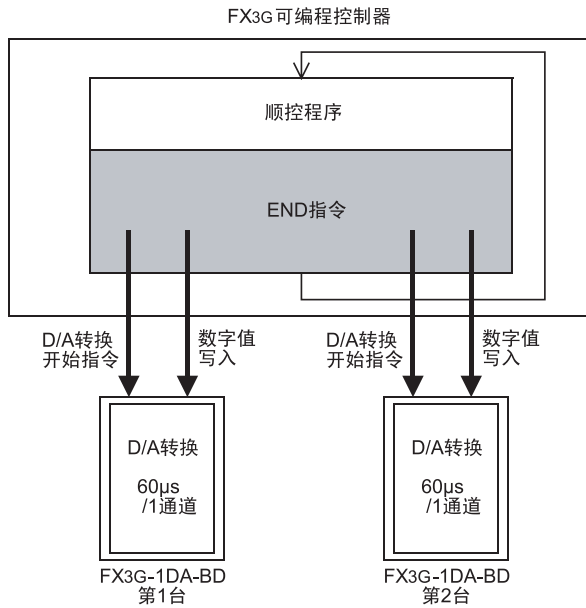 FX3G可编程控制器
顺控程序
END指令
D/A转换
开始指令
数字值
写入
D/A转换
开始指令
数字值
写入
D/A转换
60μs
/1通道
D/A转换
60μs
/1通道
FX3G-1DA-BD
第1台
FX3G-1DA-BD
第2台